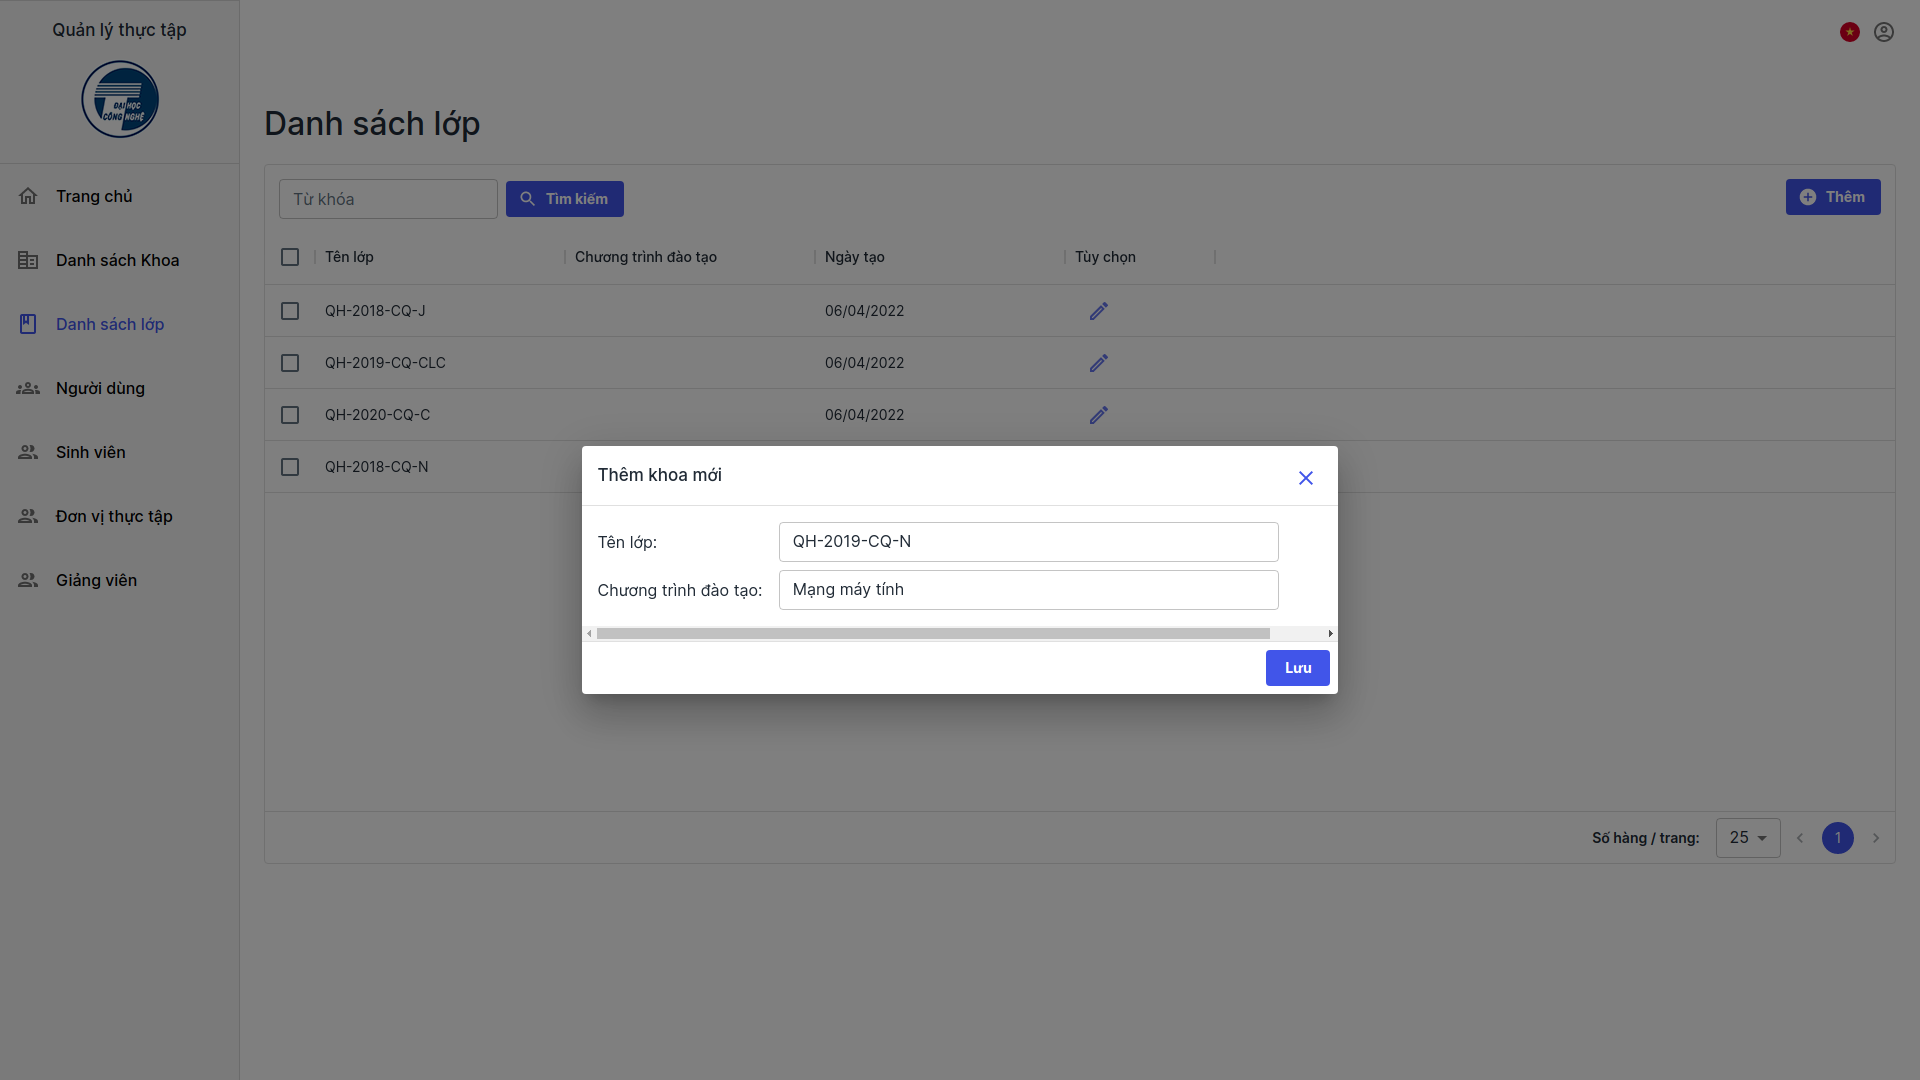 Quản lý thực tập
ĐẠI HỌC
CÔNG NGHỆ
Trang chủ
Danh sách Khoa
Danh sách lớp
Người dùng
Sinh viên
Đơn vị thực tập
Giảng viên
Danh sách lớp
Từ khóa
Tìm kiếm
Thêm
Tên lớp
Chương trình đào tạo
Ngày tạo
Tùy chọn
QH-2018-CQ-J
06/04/2022
QH-2019-CQ-CLC
06/04/2022
QH-2020-CQ-C
06/04/2022
QH-2018-CQ-N
Thêm khoa mới
Tên lớp:
QH-2019-CQ-N
Chương trình đào tạo:
Mạng máy tính
Lưu
Số hàng / trang:
25
1